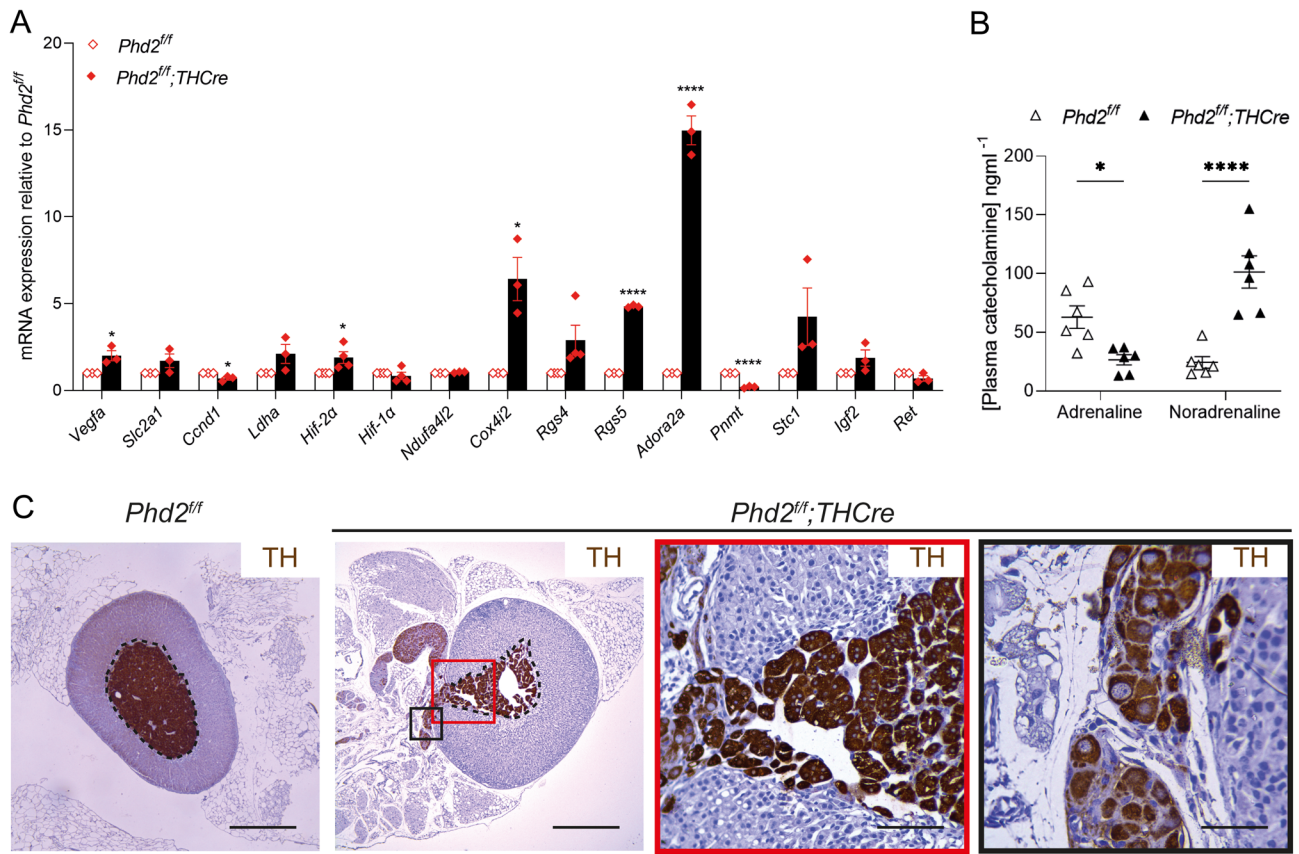 A
Phd2f/f
Phd2f/f;THCre
mRNA expression relative to Phd2f/f
20
15
10
5
0
* * * * **** **** **** 
Vegfa Slc2a1 Ccnd1 Ldha Hif-2α Hif-1α Ndufa4l2 Cox4i2 Rgs4 Rgs5 Adora2a Pnmt Stc1 Igf2 Ret
B
Phd2f/f Phd2f/f;THCre
[Plasma catecholamine] ngml -1
200
150
100
50
0
* ****
Adrenaline Noradrenaline
C
Phd2f/f Phd2f/f;THCre
TH TH TH TH